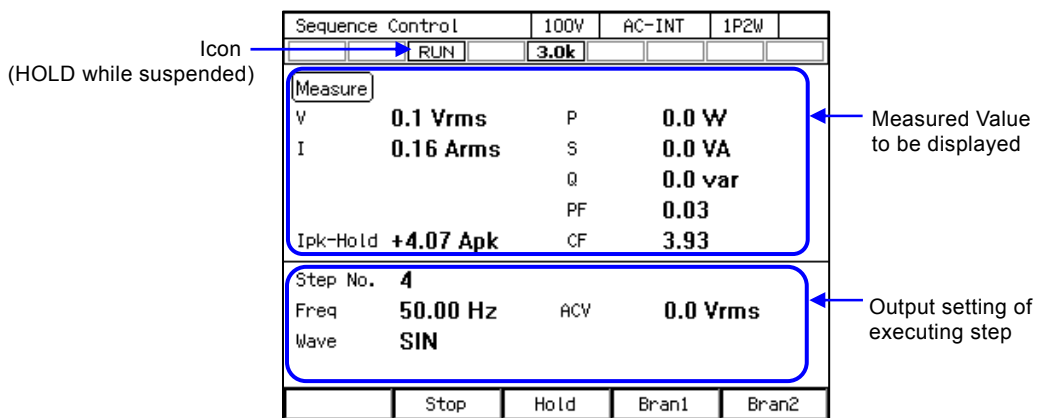 Sequence Control 100V AC-INT 1P2W
Icon
(HOLD while suspended)
RUN 3.0k
Measure
V 0.1 Vrms P 0.0 W
I 0.16 Arms S 0.0 VA
Q 0.0 var
PF 0.03
Ipk-Hold +4.07 Apk CF 3.93
Measured Value
to be displayed
Step No. 4
Freq 50.00 Hz ACV 0.0 Vrms
Wave SIN
Output setting of
executing step
Stop Hold Bran1 Bran2